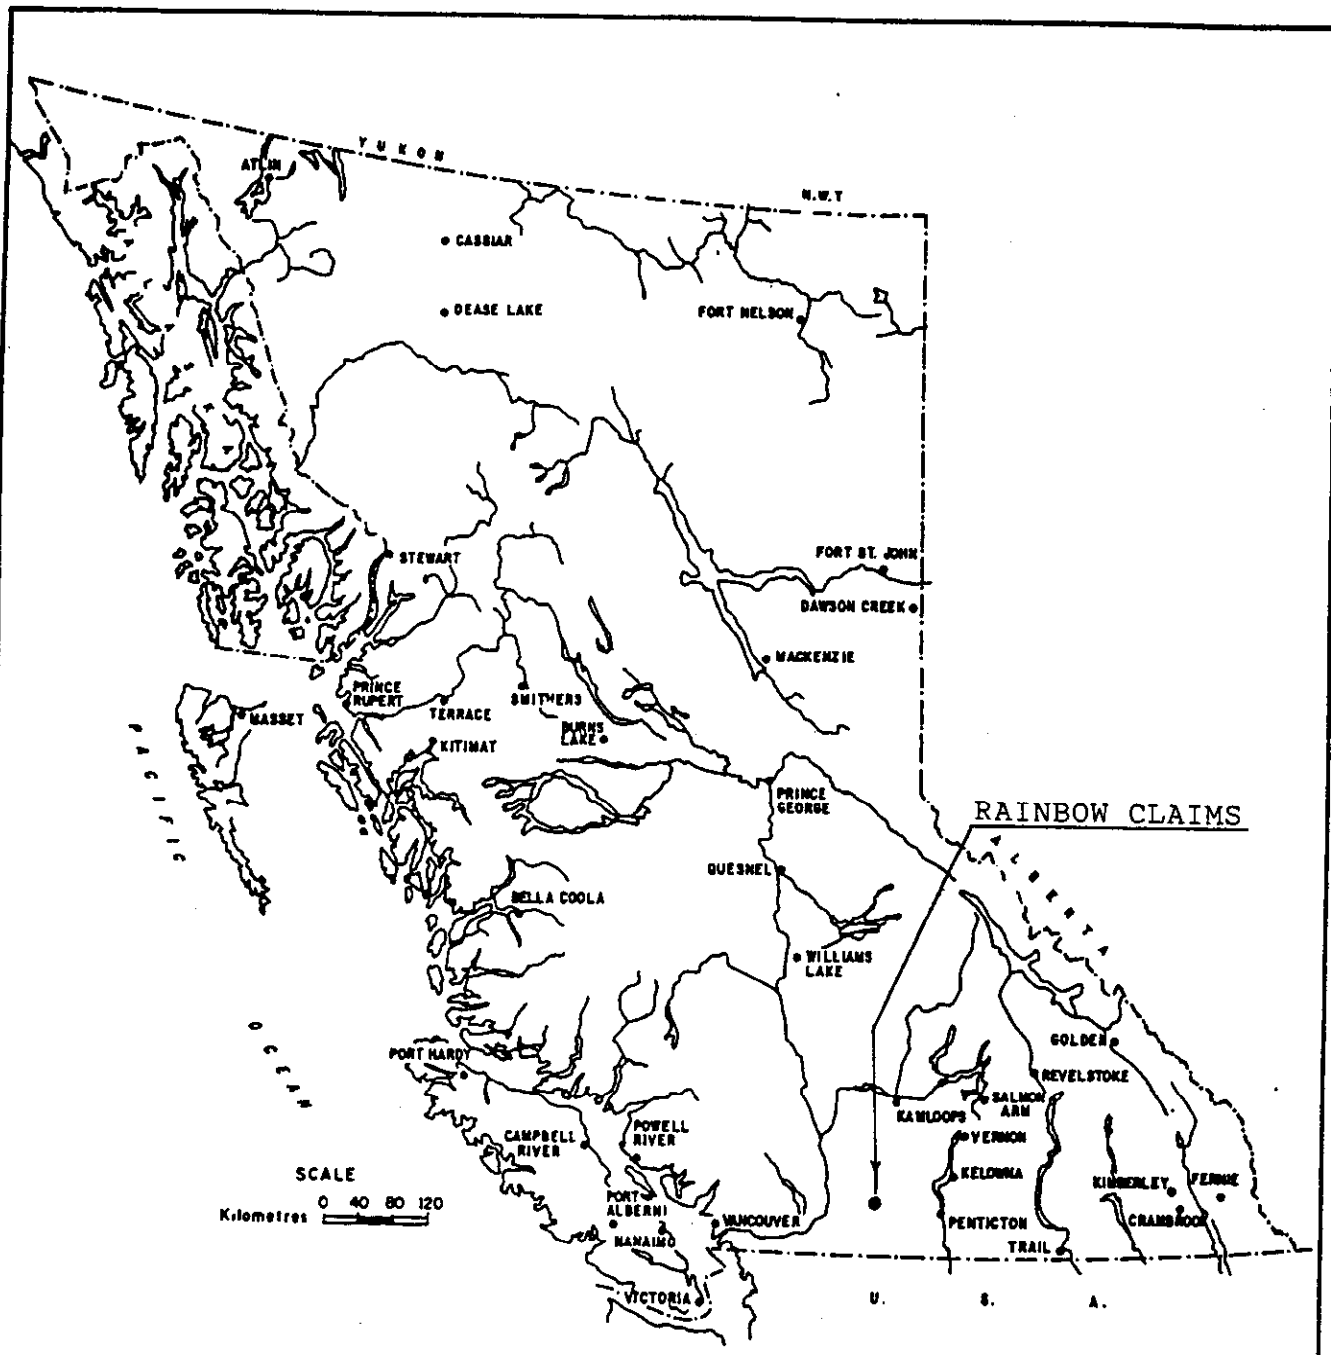 YUKON
ATLIN
N.W.T
CASSIAR
DEASE LAKE
FORT NELSON
STEWART
FORT ST. JOHN
DAWSON CREEK
MACKENZIE
PRINCE
RUPERT
MASSET
TERRACE
SMITHERS
BURNS
LAKE
KITIMAT
PACIFIC
PRINCE
GEORGE
RAINBOW CLAIMS
ALBERTA
QUESNEL
BELLA COOLA
WILLIAMS
LAKE
OCEAN
PORT HARDY
GOLDEN
REVELSTOKE
KAMLOOPS
SALMON
ARM
CAMPBELL
RIVER
POWELL
RIVER
VERNON
KELOWNA
KIMBERLEY
FERNIE
SCALE
Kilometres 0 40 80 120
PORT
ALBERNI
VANCOUVER
PENTICTON
CRANBROOK
NANAIMO
TRAIL
VICTORIA
U. S. A.